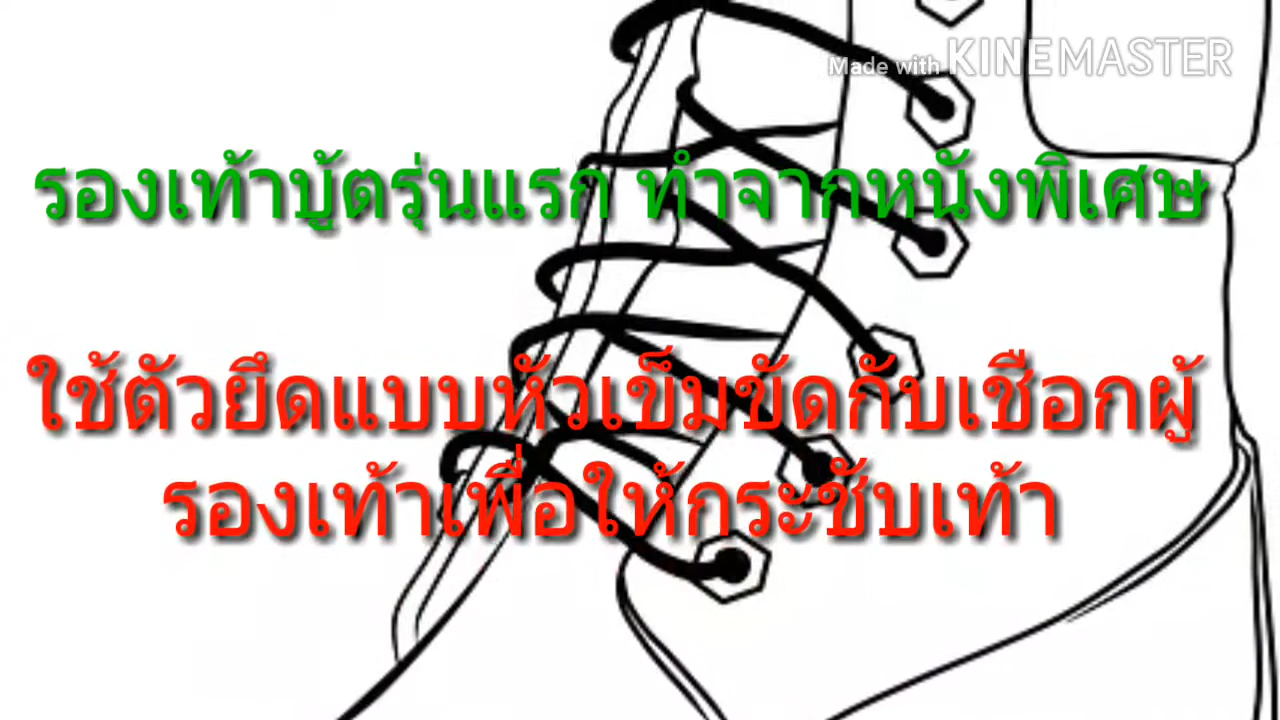 Made with KINEMASTER
รองเท้าบู้ตรุ่นแรก ทำจากหนังพิเศษ
ใช้ตัวยึดแบบหัวเข็มขัดกับเชือกผู้
รองเท้าเพื่อให้กระชับเท้า